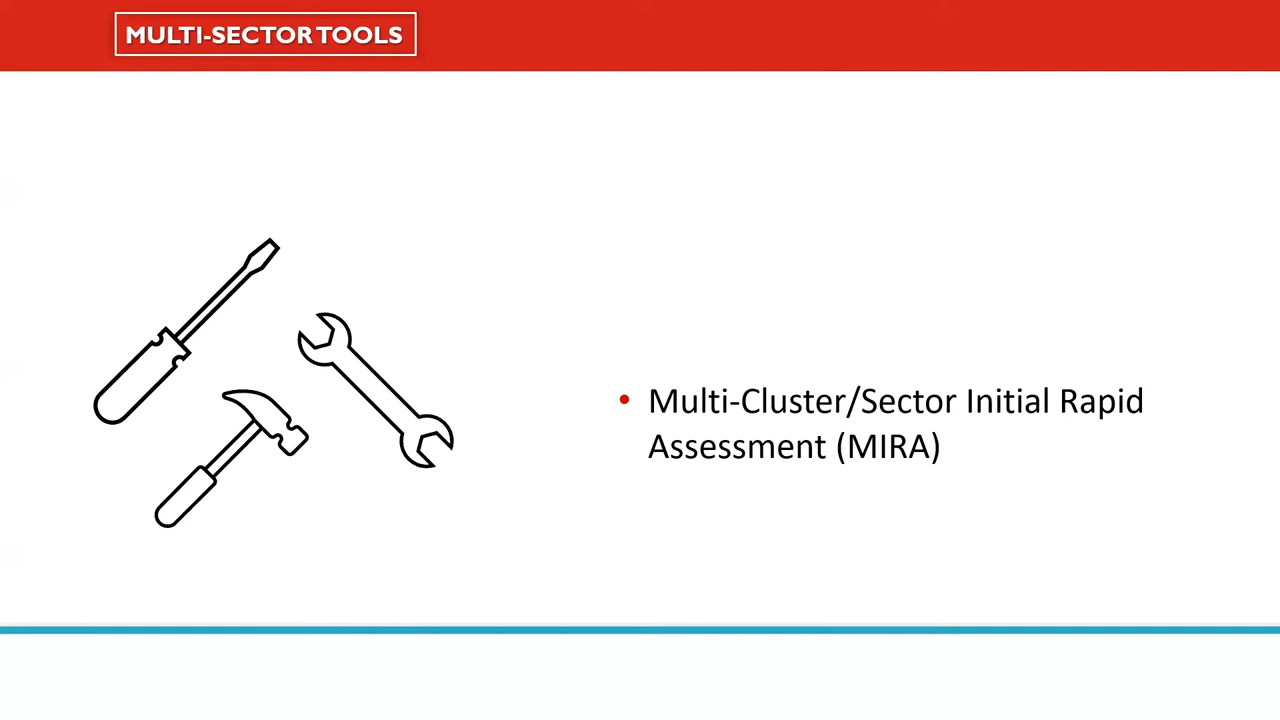 MULTI-SECTOR TOOLS
• Multi-Cluster/Sector Initial Rapid
Assessment (MIRA)